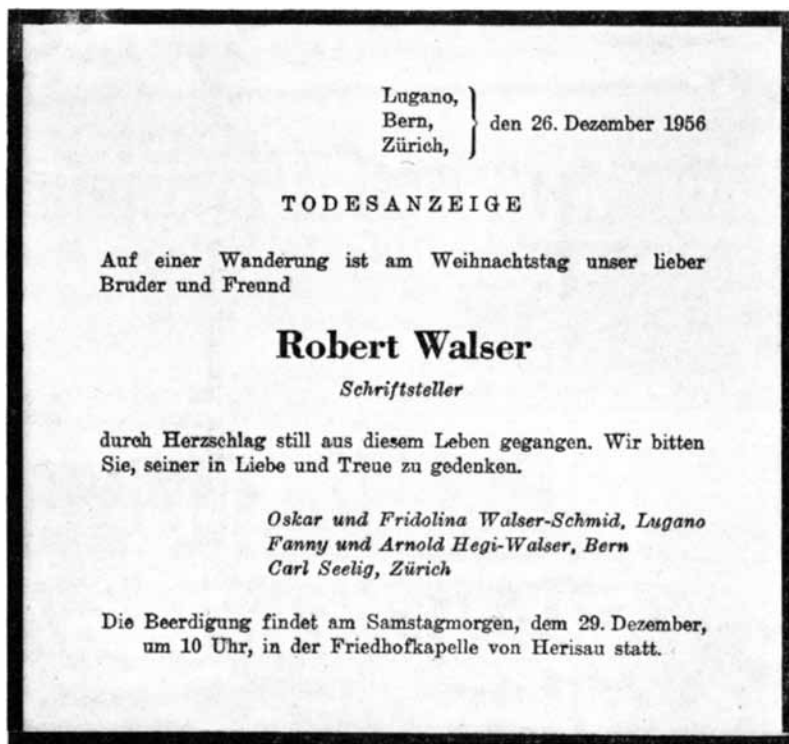 Lugano,
Bern, den 26. Dezember 1956
Zürich,
TODESANZEIGE
Auf einer Wanderung ist am Weihnachtstag unser lieber
Bruder und Freund
Robert Walser
Schriftsteller
durch Herzschlag still aus diesem Leben gegangen. Wir bitten
Sie, seiner in Liebe und Treue zu gedenken.
Oskar und Fridolina Walser-Schmid, Lugano
Fanny und Arnold Hegi-Walser, Bern
Carl Seelig, Zürich
Die Beerdigung findet am Samstagmorgen, dem 29. Dezember,
um 10 Uhr, in der Friedhofkapelle von Herisau statt.